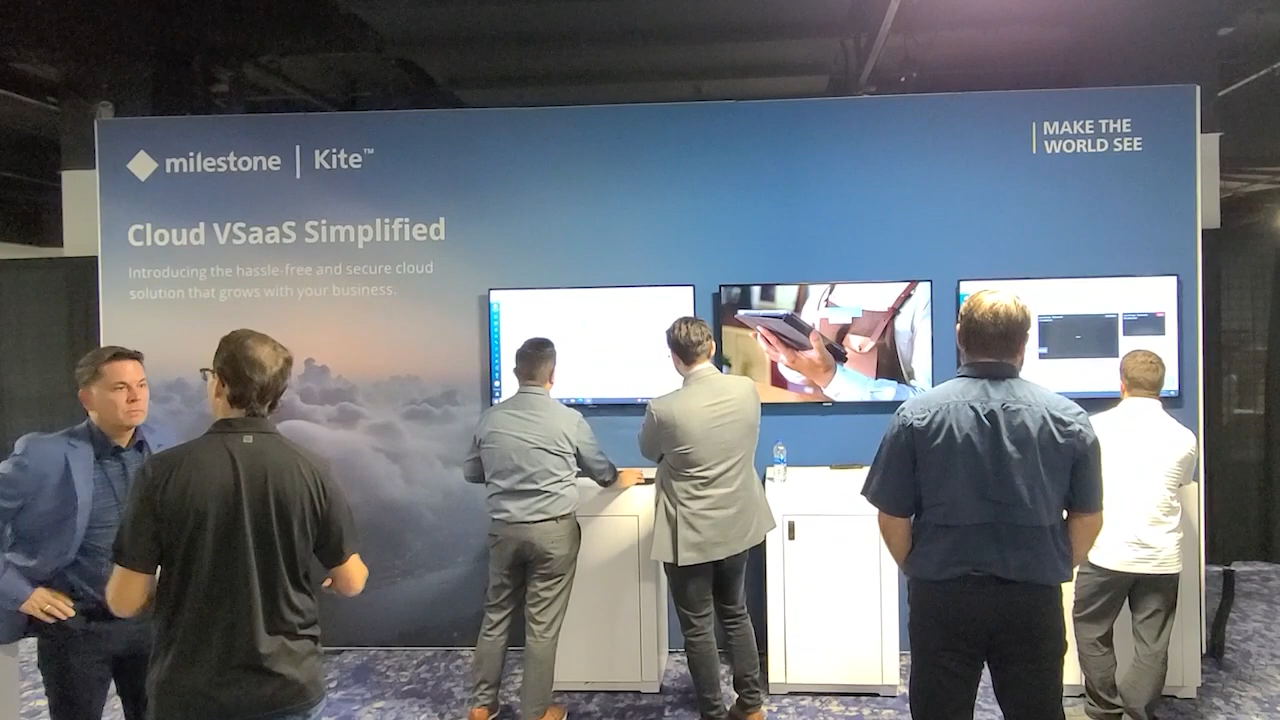 milestone | Kite™
MAKE THE
WORLD SEE
Cloud VSaaS Simplified
Introducing the hassle-free and secure cloud
solution that grows with your business.